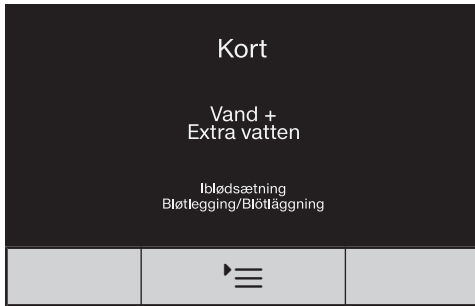 Kort
Vand +
Extra vatten
Iblødsætning
Bløtlegging/Blötläggning